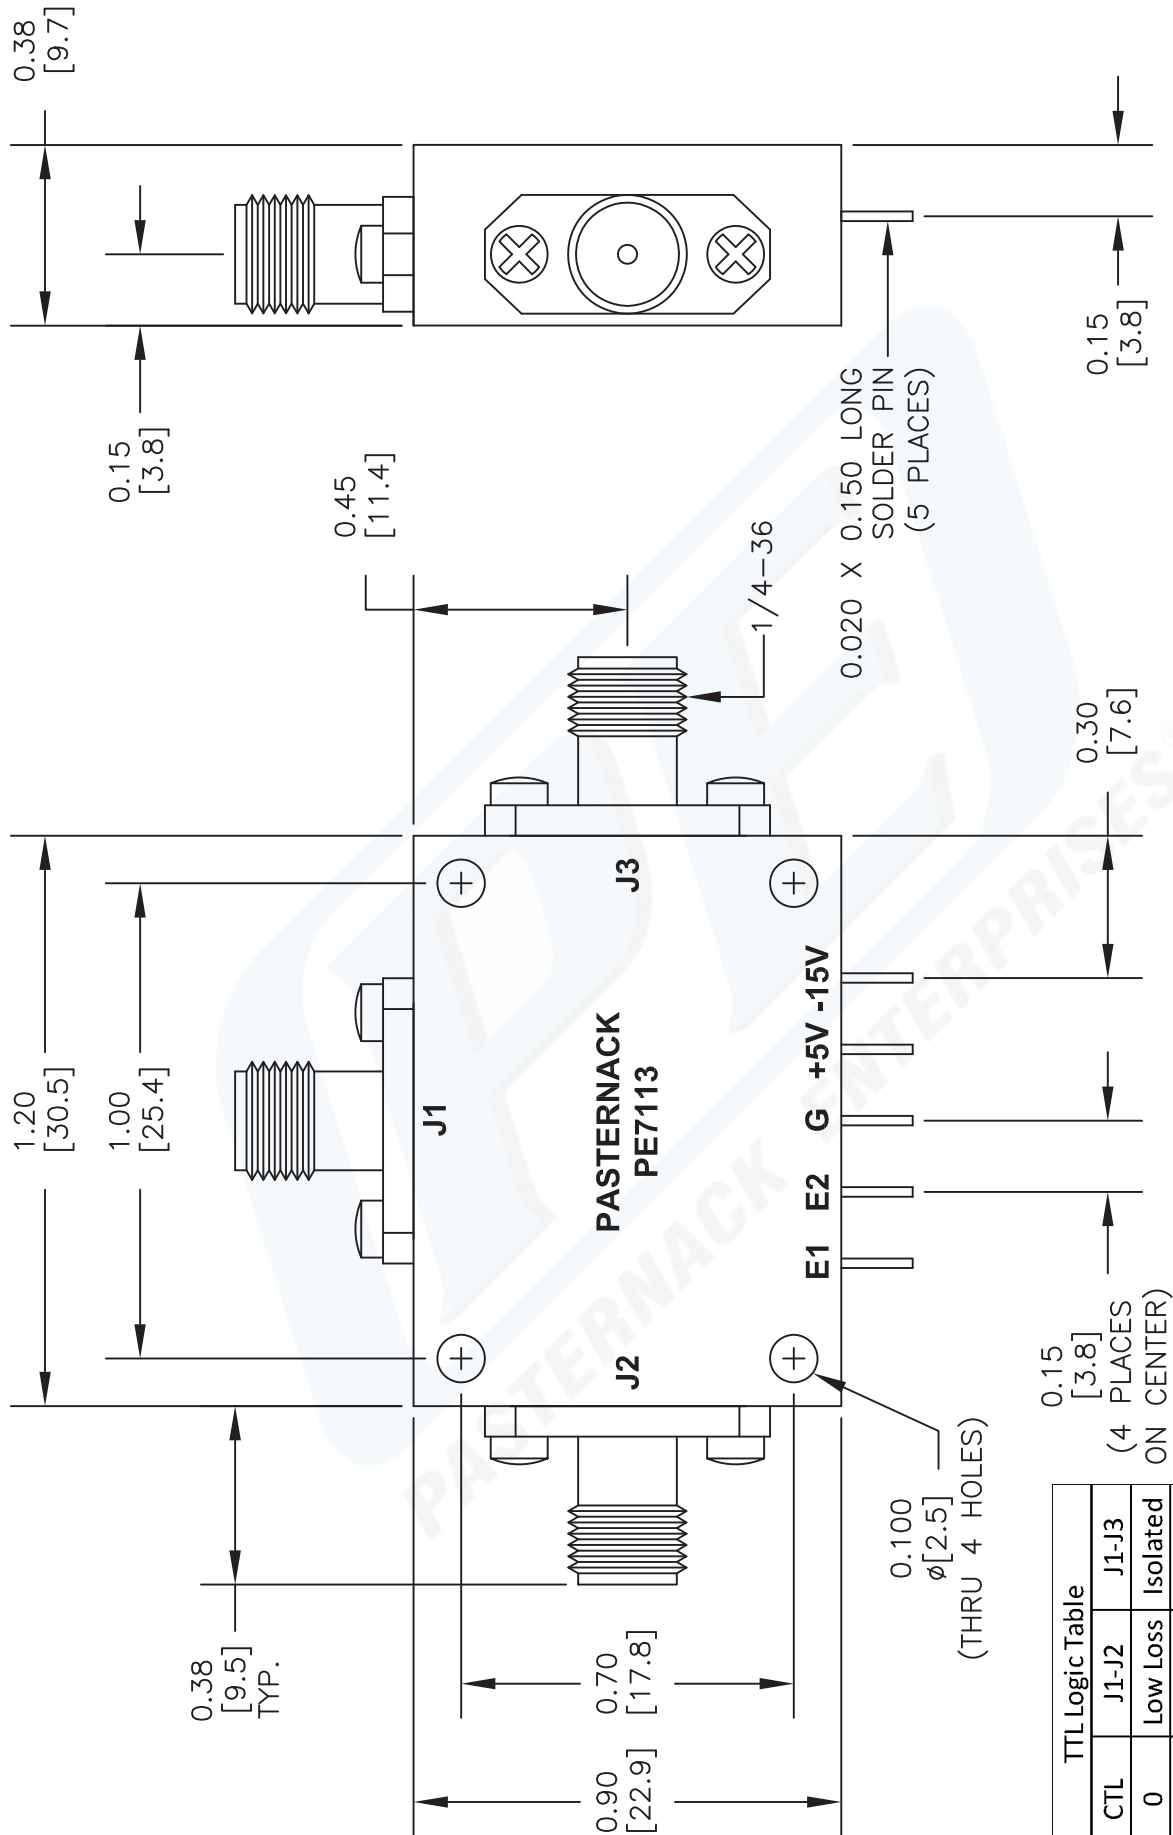 0.38
[9.7]
0.15
[3.8]
0.45
[11.4]
1/4-36
0.020 X 0.150 LONG
SOLDER PIN
(5 PLACES)
0.15
[3.8]
1.20
[30.5]
1.00
[25.4]
J1
J2
J3
PASTERNACK
PE7113
E1 E2 G +5V -15V
0.30
[7.6]
0.15
[3.8]
(4 PLACES
ON CENTER)
0.100
ø[2.5]
(THRU 4 HOLES)
0.38
[9.5]
TYP.
0.70
[17.8]
0.90
[22.9]
TTL Logic Table
CTL J1-J2 J1-J3
0 Low Loss Isolated
PE
PASTERNACK ENTERPRISES®